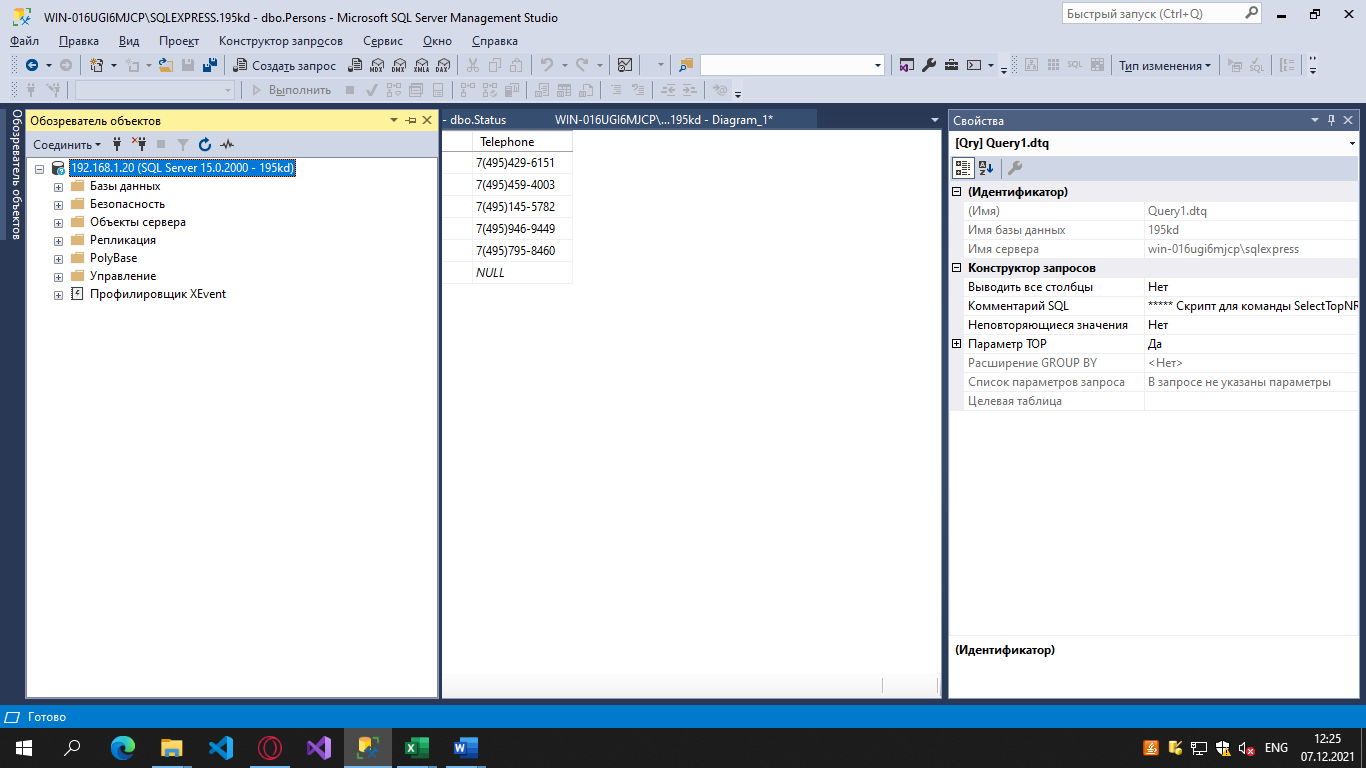 WIN-016UGI6MJCP\SQLEXPRESS.195kd - dbo.Persons - Microsoft SQL Server Management Studio
Быстрый запуск (Ctrl+Q)
Файл Правка Вид Проект Конструктор запросов Сервис Окно Справка
Создать запрос MDX DMX XMLA DAX SQL Тип изменения
Выполнить SQL
Обозреватель объектов
Обозреватель объектов
Соединить
192.168.1.20 (SQL Server 15.0.2000 - 195kd)
Базы данных
Безопасность
Объекты сервера
Репликация
PolyBase
Управление
Профилировщик XEvent
- dbo.Status WIN-016UGI6MJCP\...195kd - Diagram_1*
Telephone
7(495)429-6151
7(495)459-4003
7(495)145-5782
7(495)946-9449
7(495)795-8460
NULL
Свойства
[Qry] Query1.dtq
(Идентификатор)
(Имя) Query1.dtq
Имя базы данных 195kd
Имя сервера win-016ugi6mjcp\sqlexpress
Конструктор запросов
Выводить все столбцы Нет
Комментарий SQL ***** Скрипт для команды SelectTopNR
Неповторяющиеся значения Нет
Параметр TOP Да
Расширение GROUP BY <Нет>
Список параметров запроса В запросе не указаны параметры
Целевая таблица
(Идентификатор)
Готово
ENG 12:25
07.12.2021